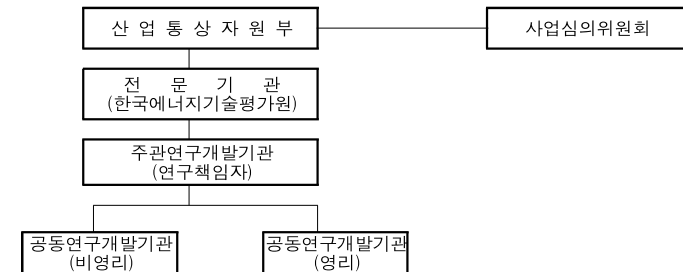 산 업 통 상 자 원 부
사업심의위원회
전 문 기 관
(한국에너지기술평가원)
주관연구개발기관
(연구책임자)
공동연구개발기관
(비영리)
공동연구개발기관
(영리)